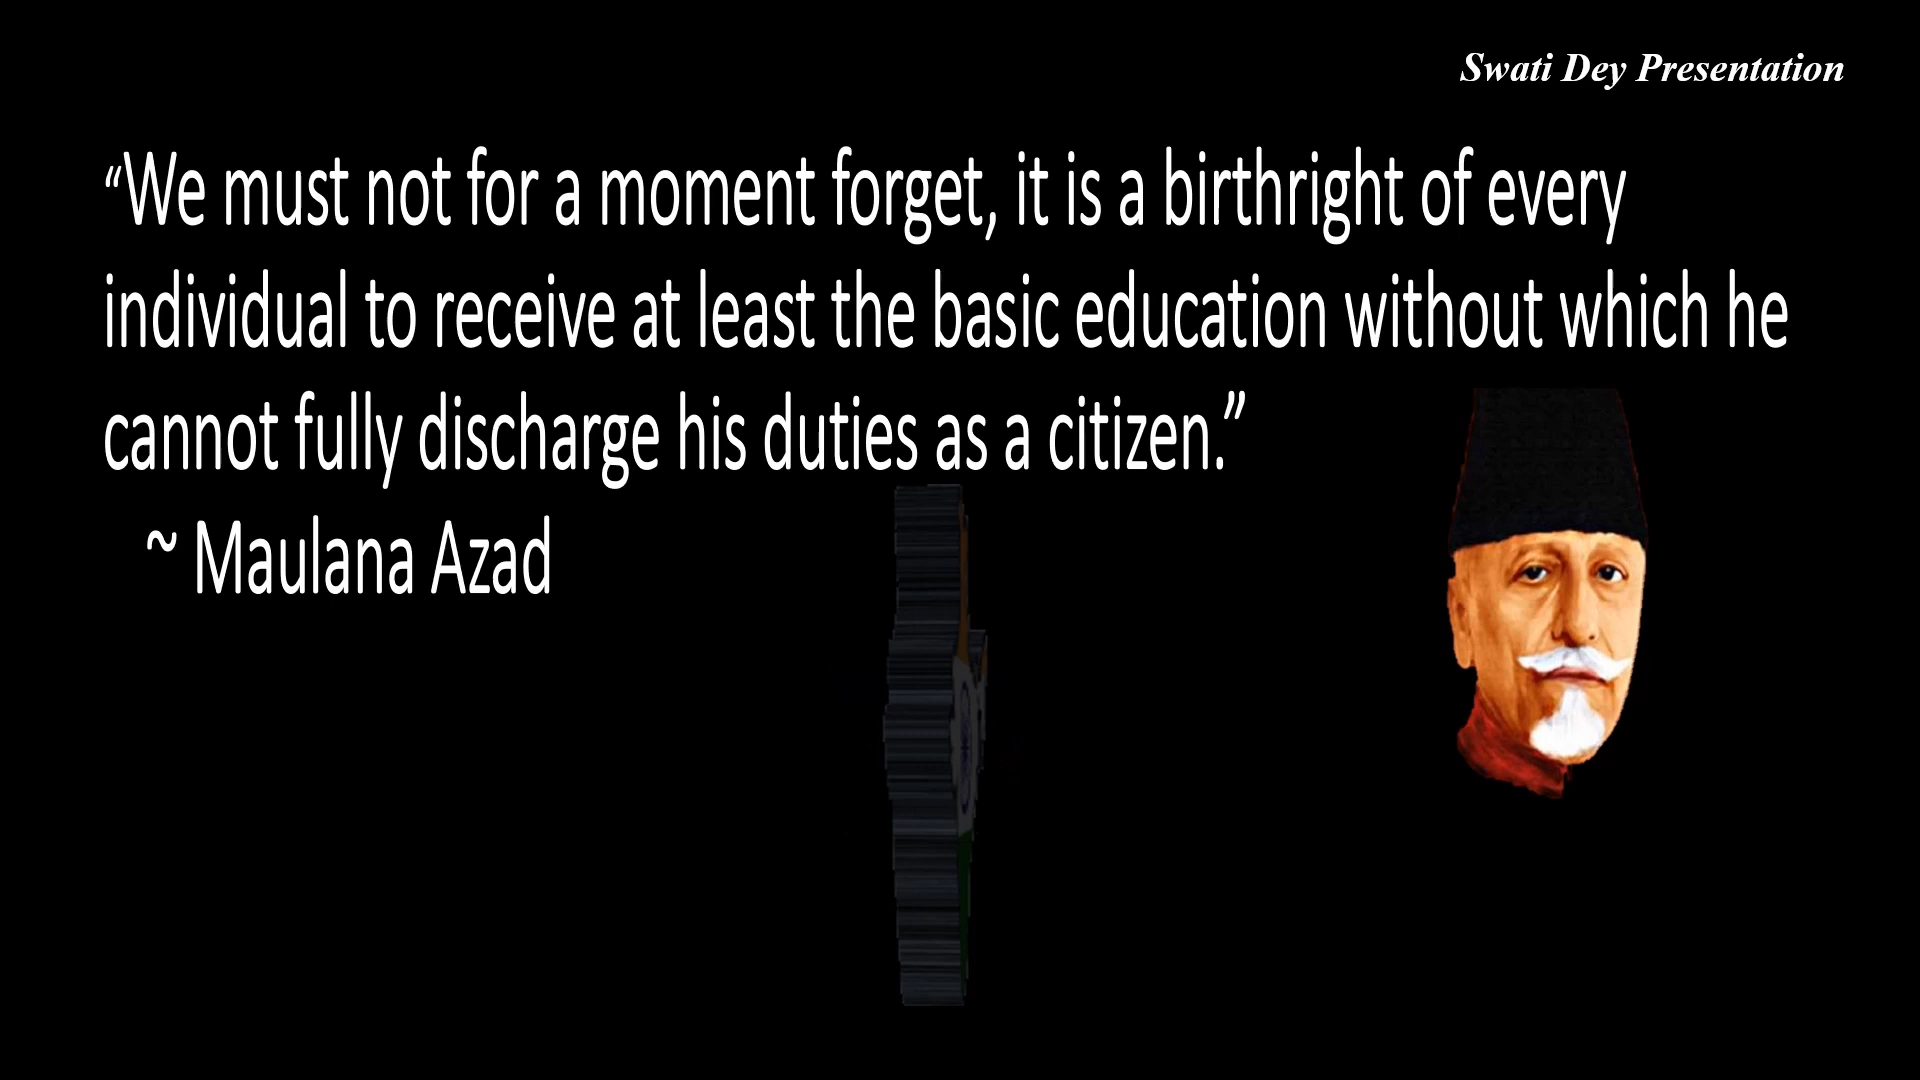 Swati Dey Presentation
“We must not for a moment forget, it is a birthright of every
individual to receive at least the basic education without which he
cannot fully discharge his duties as a citizen.”
~ Maulana Azad